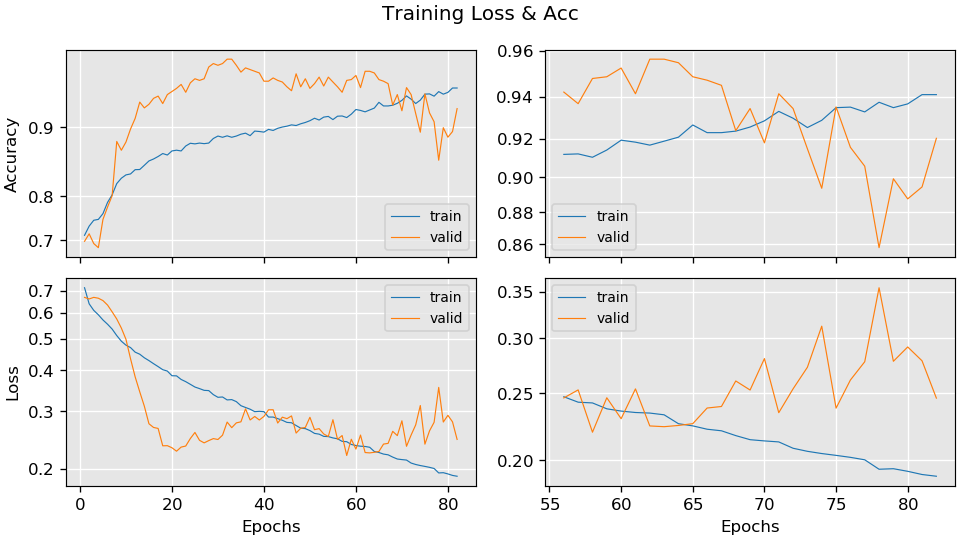 Training Loss & Acc
Accuracy
0.9
0.8
0.7
train
valid
0.96
0.94
0.92
0.90
0.88
0.86
train
valid
Loss
0.7
0.6
0.5
0.4
0.3
0.2
train
valid
0 20 40 60 80
Epochs
0.35
0.30
0.25
0.20
train
valid
55 60 65 70 75 80
Epochs